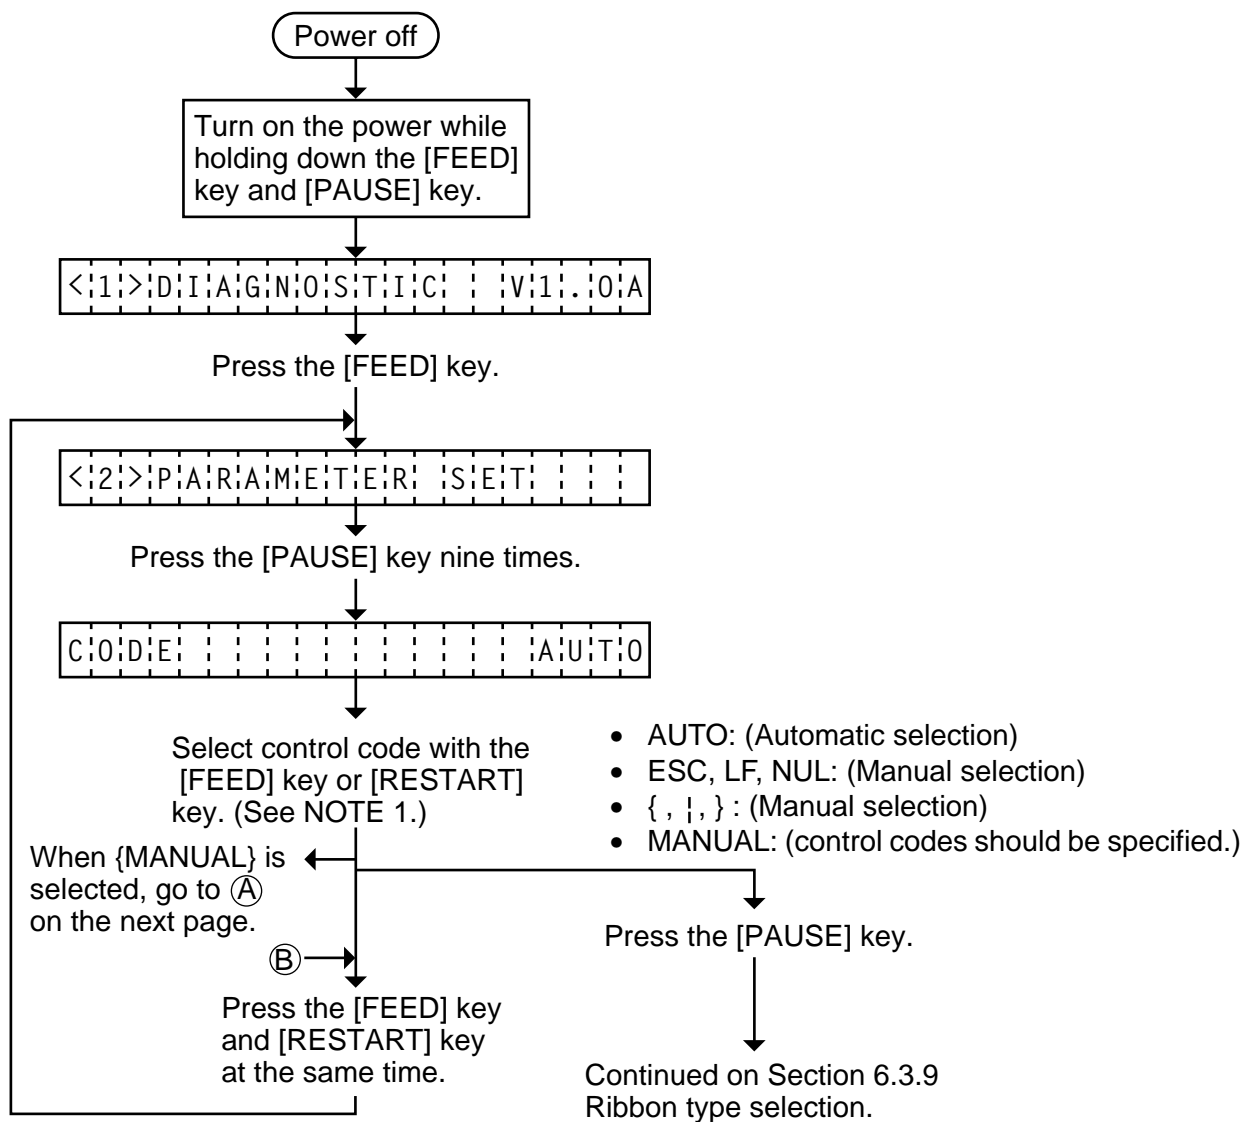 Power off
Turn on the power while
holding down the [FEED]
key and [PAUSE] key.
<1>DIAGNOSTIC  V1.0A
Press the [FEED] key.
<2>PARAMETER SET
Press the [PAUSE] key nine times.
CODE            AUTO
Select control code with the
[FEED] key or [RESTART]
key. (See NOTE 1.)
• AUTO: (Automatic selection)
• ESC, LF, NUL: (Manual selection)
• { , ¦, } : (Manual selection)
• MANUAL: (control codes should be specified.)
When {MANUAL} is
selected, go to Ⓐ
on the next page.
Press the [PAUSE] key.
Ⓑ
Press the [FEED] key
and [RESTART] key
at the same time.
Continued on Section 6.3.9
Ribbon type selection.